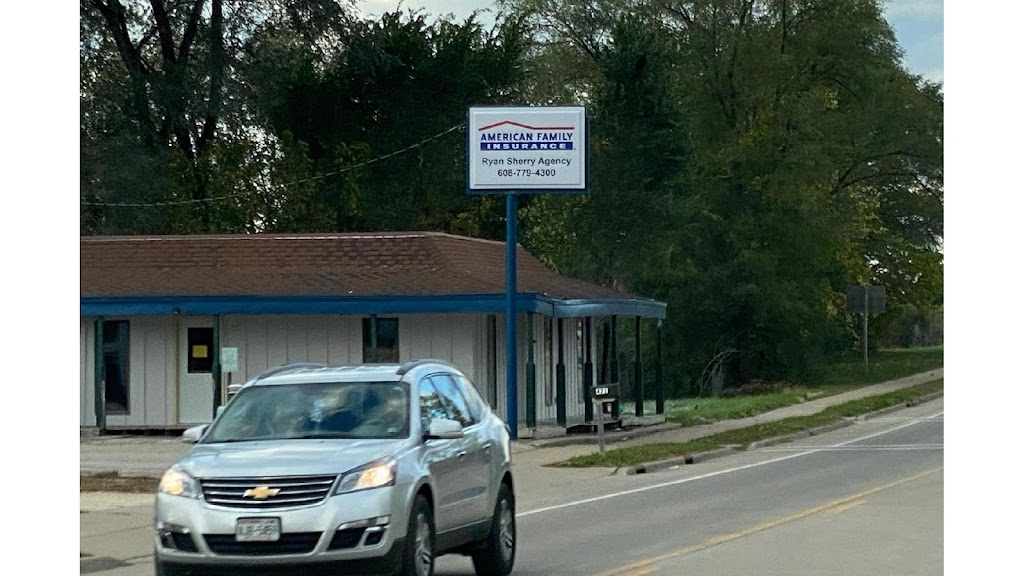 AMERICAN FAMILY
INSURANCE
Ryan Sherry Agency
608-779-4300